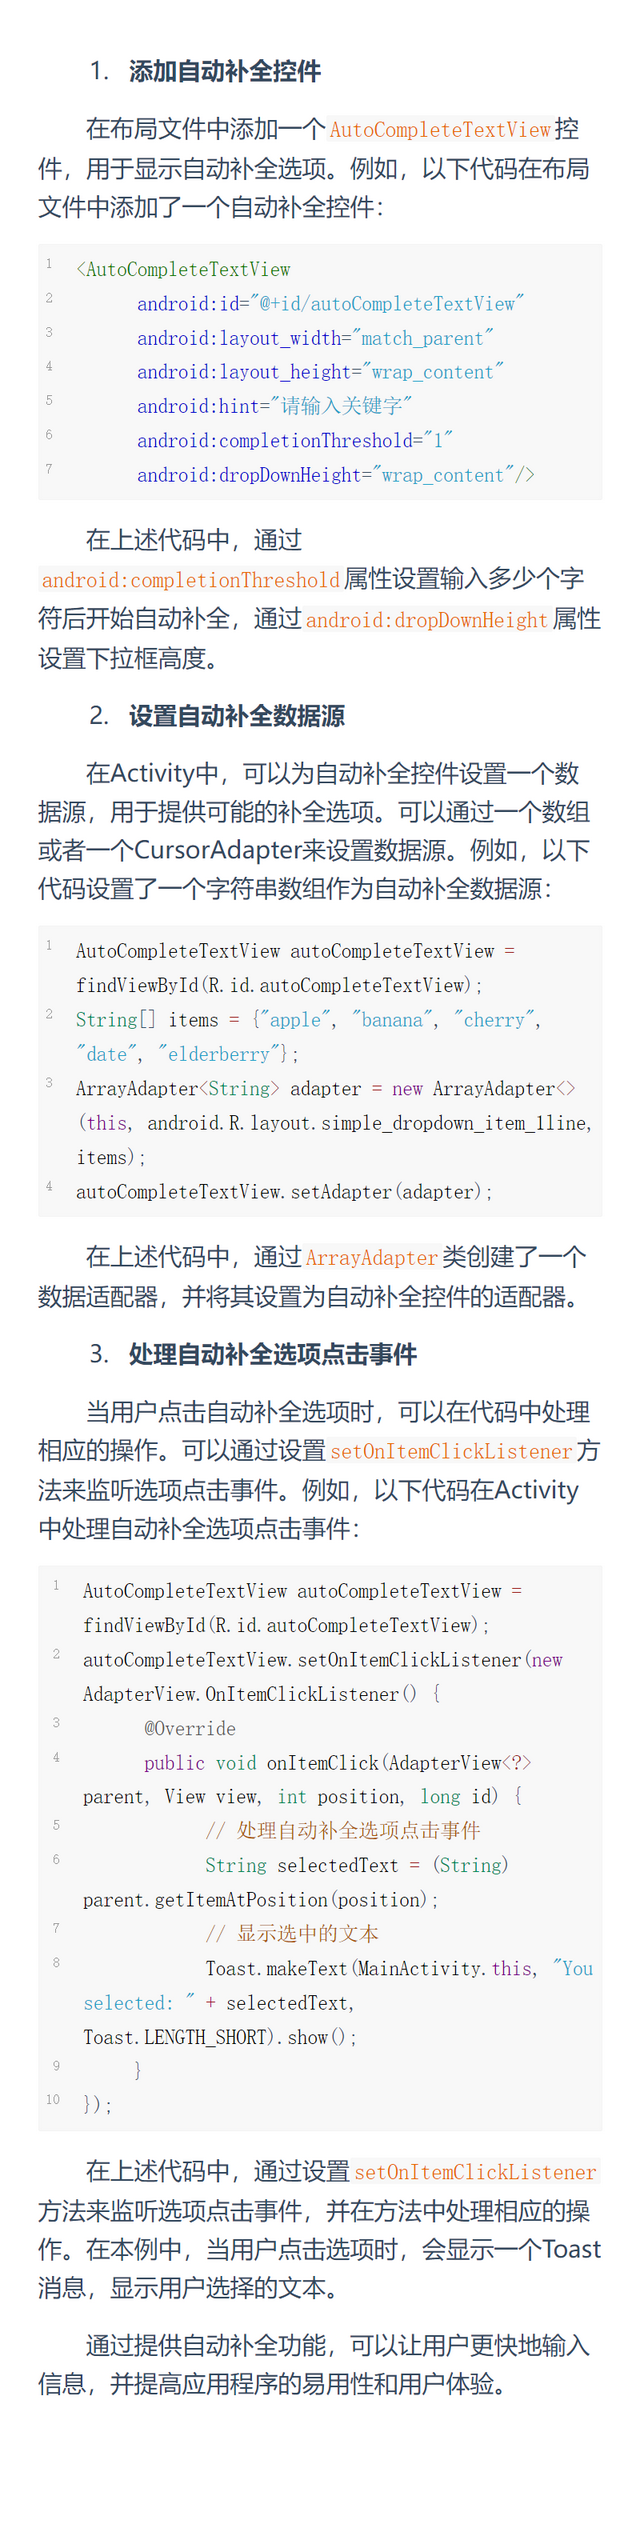 1. 添加自动补全控件
在布局文件中添加一个AutoCompleteTextView控
件，用于显示自动补全选项。例如，以下代码在布局
文件中添加了一个自动补全控件：
1 <AutoCompleteTextView
2 android:id="@+id/autoCompleteTextView"
3 android:layout_width="match_parent"
4 android:layout_height="wrap_content"
5 android:hint="请输入关键字"
6 android:completionThreshold="1"
7 android:dropDownHeight="wrap_content"/>
在上述代码中，通过
android:completionThreshold属性设置输入多少个字
符后开始自动补全，通过android:dropDownHeight属性
设置下拉框高度。
2. 设置自动补全数据源
在Activity中，可以为自动补全控件设置一个数
据源，用于提供可能的补全选项。可以通过一个数组
或者一个CursorAdapter来设置数据源。例如，以下
代码设置了一个字符串数组作为自动补全数据源：
1 AutoCompleteTextView autoCompleteTextView =
findViewById(R.id.autoCompleteTextView);
2 String[] items = {"apple", "banana", "cherry",
"date", "elderberry"};
3 ArrayAdapter<String> adapter = new ArrayAdapter<>
(this, android.R.layout.simple_dropdown_item_1line,
items);
4 autoCompleteTextView.setAdapter(adapter);
在上述代码中，通过ArrayAdapter类创建了一个
数据适配器，并将其设置为自动补全控件的适配器。
3. 处理自动补全选项点击事件
当用户点击自动补全选项时，可以在代码中处理
相应的操作。可以通过设置setOnItemClickListener方
法来监听选项点击事件。例如，以下代码在Activity
中处理自动补全选项点击事件：
1 AutoCompleteTextView autoCompleteTextView =
findViewById(R.id.autoCompleteTextView);
2 autoCompleteTextView.setOnItemClickListener(new
AdapterView.OnItemClickListener() {
3 @Override
4 public void onItemClick(AdapterView<?>
parent, View view, int position, long id) {
5 // 处理自动补全选项点击事件
6 String selectedText = (String)
parent.getItemAtPosition(position);
7 // 显示选中的文本
8 Toast.makeText(MainActivity.this, "You
selected: " + selectedText,
Toast.LENGTH_SHORT).show();
9 }
10 });
在上述代码中，通过设置setOnItemClickListener
方法来监听选项点击事件，并在方法中处理相应的操
作。在本例中，当用户点击选项时，会显示一个Toast
消息，显示用户选择的文本。
通过提供自动补全功能，可以让用户更快地输入
信息，并提高应用程序的易用性和用户体验。